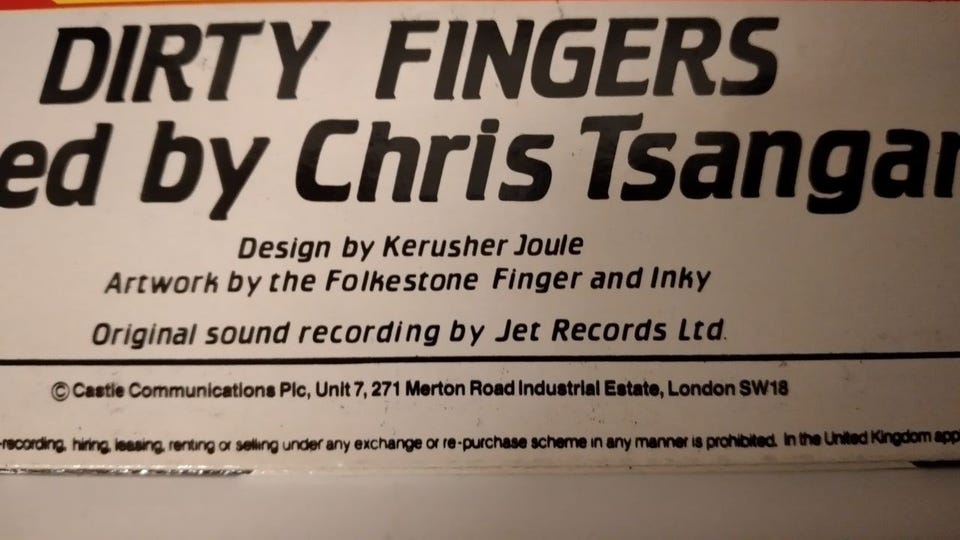 DIRTY FINGERS
ed by Chris Tsangar
Design by Kerusher Joule
Artwork by the Folkestone Finger and Inky
Original sound recording by Jet Records Ltd.
© Castle Communications Plc, Unit 7, 271 Merton Road Industrial Estate, London SW18
-recording, hiring, leasing, renting or selling under any exchange or re-purchase scheme in any manner is prohibited. In the United Kingdom app